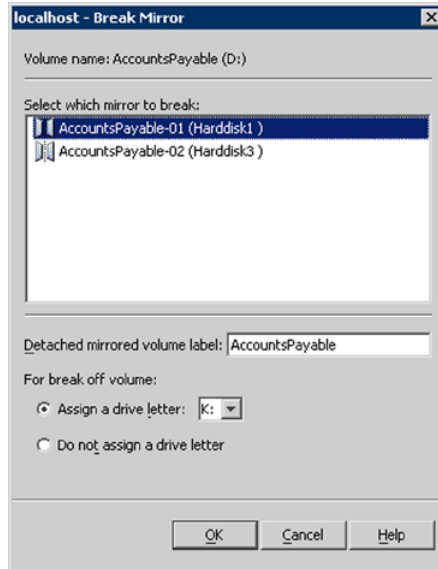 localhost - Break Mirror
Volume name: AccountsPayable (D:)
Select which mirror to break:
AccountsPayable-01 (Harddisk1 )
AccountsPayable-02 (Harddisk3 )
Detached mirrored volume label: AccountsPayable
For break off volume:
Assign a drive letter: K:
Do not assign a drive letter
OK Cancel Help